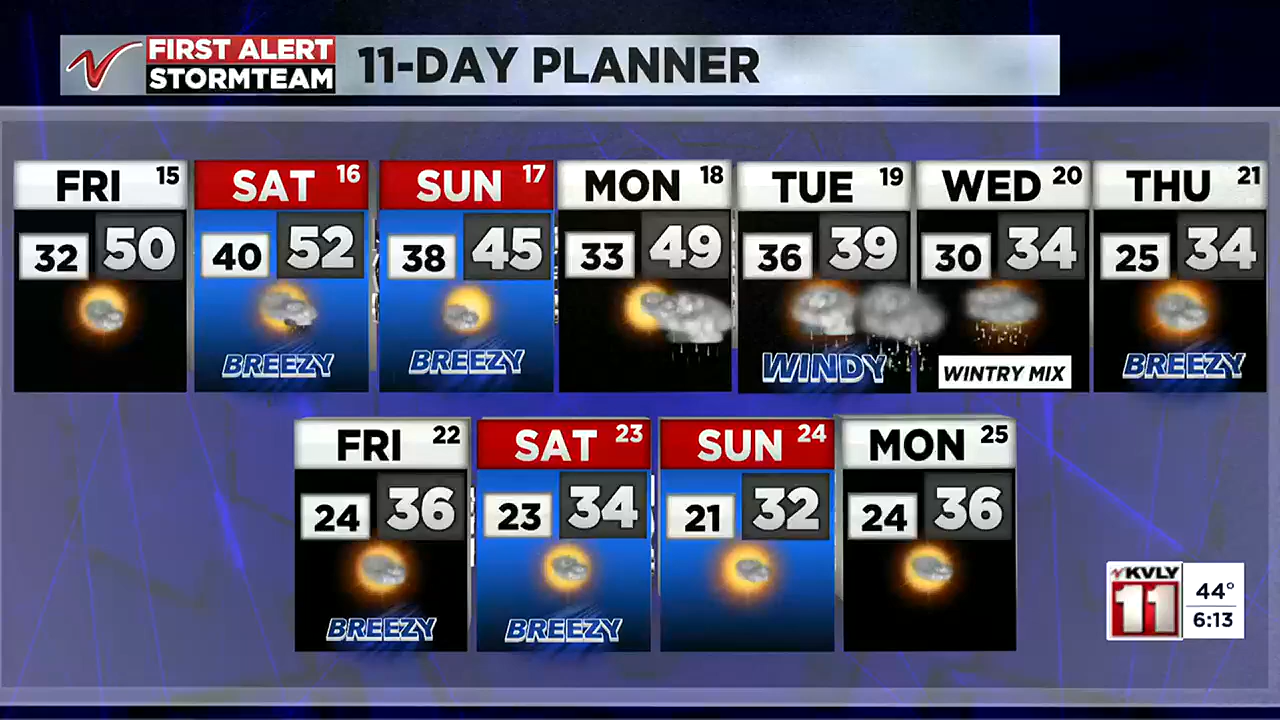 FIRST ALERT
STORMTEAM
11-DAY PLANNER
FRI 15
SAT 16
SUN 17
MON 18
TUE 19
WED 20
THU 21
32 50
40 52
38 45
33 49
36 39
30 34
25 34
BREEZY
BREEZY
WINDY
WINTRY MIX
BREEZY
FRI 22
SAT 23
SUN 24
MON 25
24 36
23 34
21 32
24 36
BREEZY
BREEZY
KVLY
11
44°
6:13